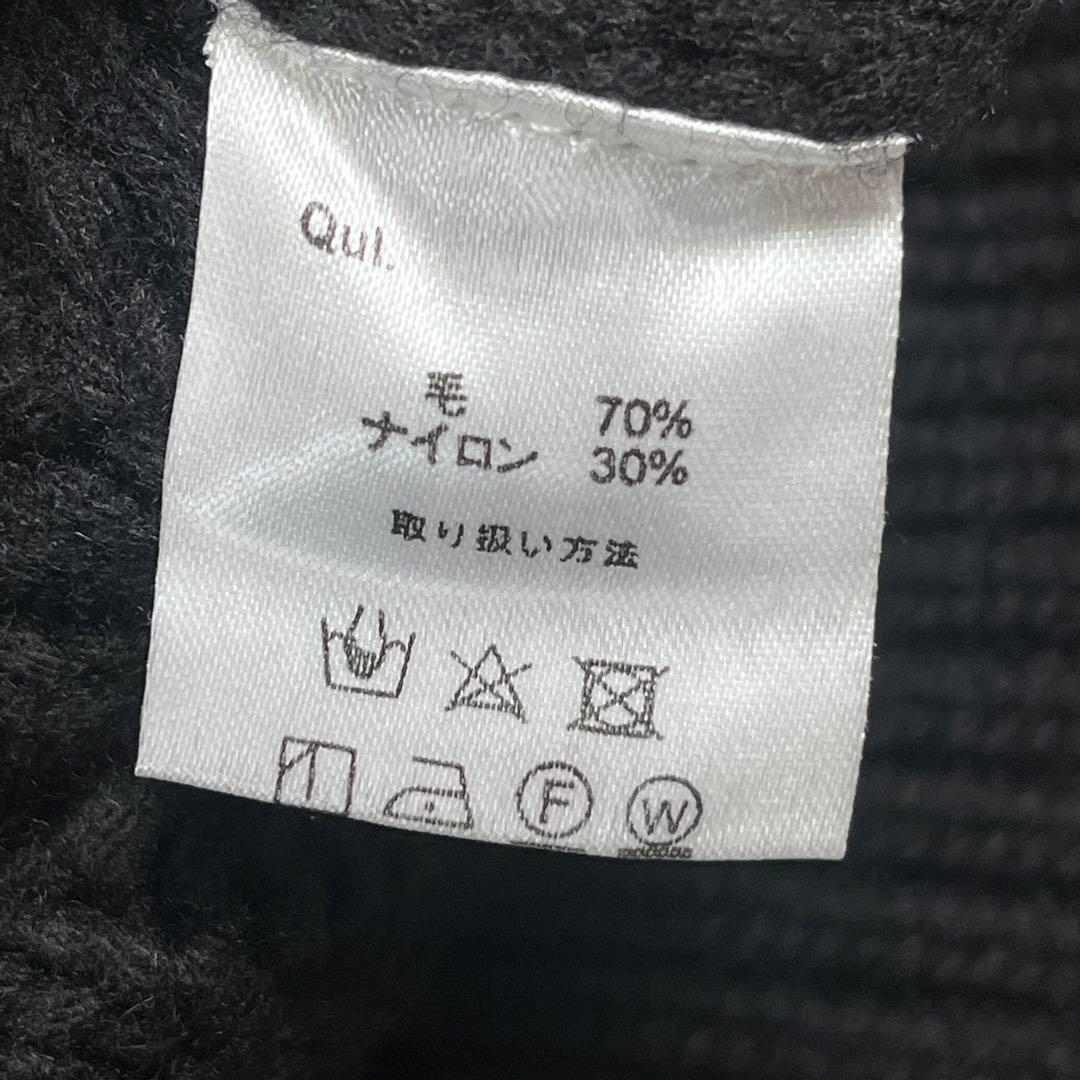 Qui.
毛 70%
ナイロン 30%
取り扱い方法
F W